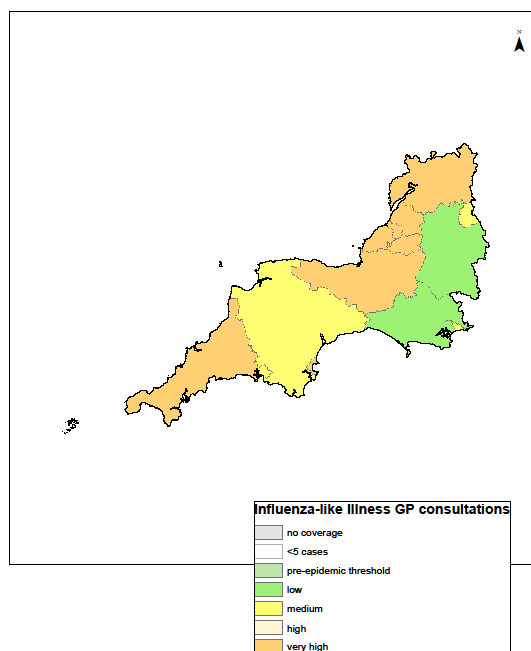 N
Influenza-like Illness GP consultations
no coverage
<5 cases
pre-epidemic threshold
low
medium
high
very high